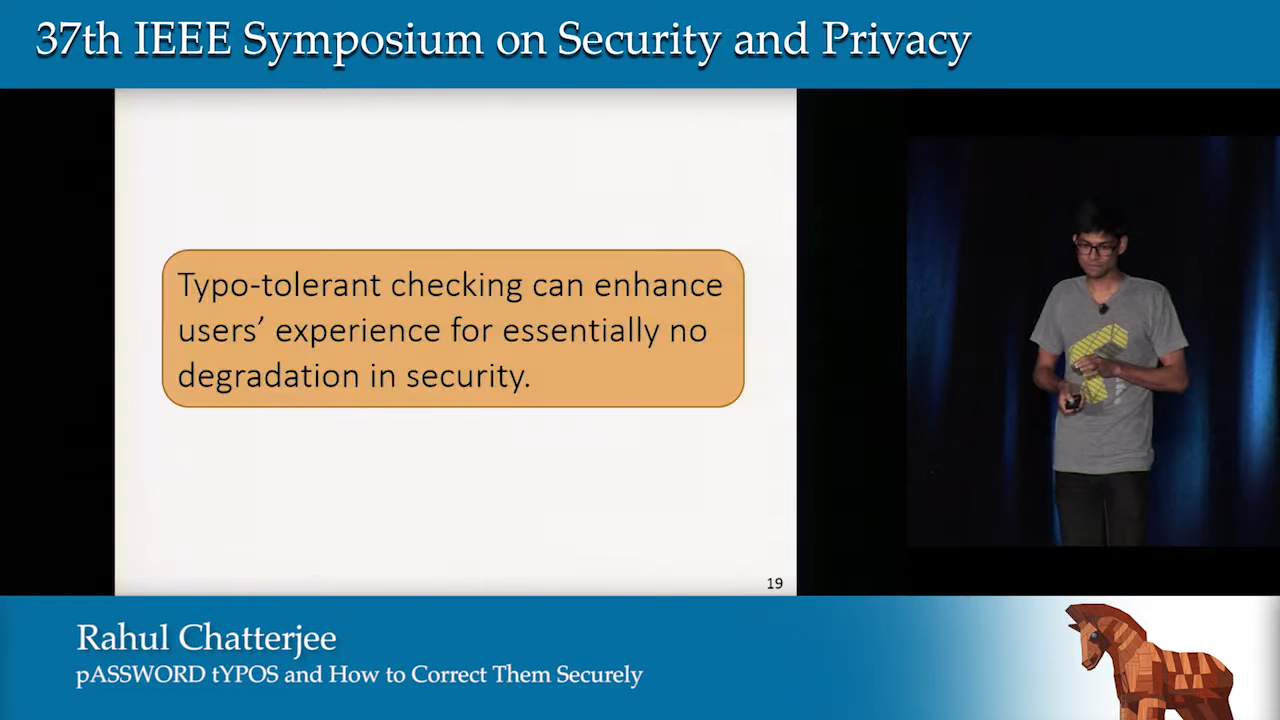 37th IEEE Symposium on Security and Privacy
Typo-tolerant checking can enhance
users’ experience for essentially no
degradation in security.
19
Rahul Chatterjee
pASSWORD tYPOS and How to Correct Them Securely